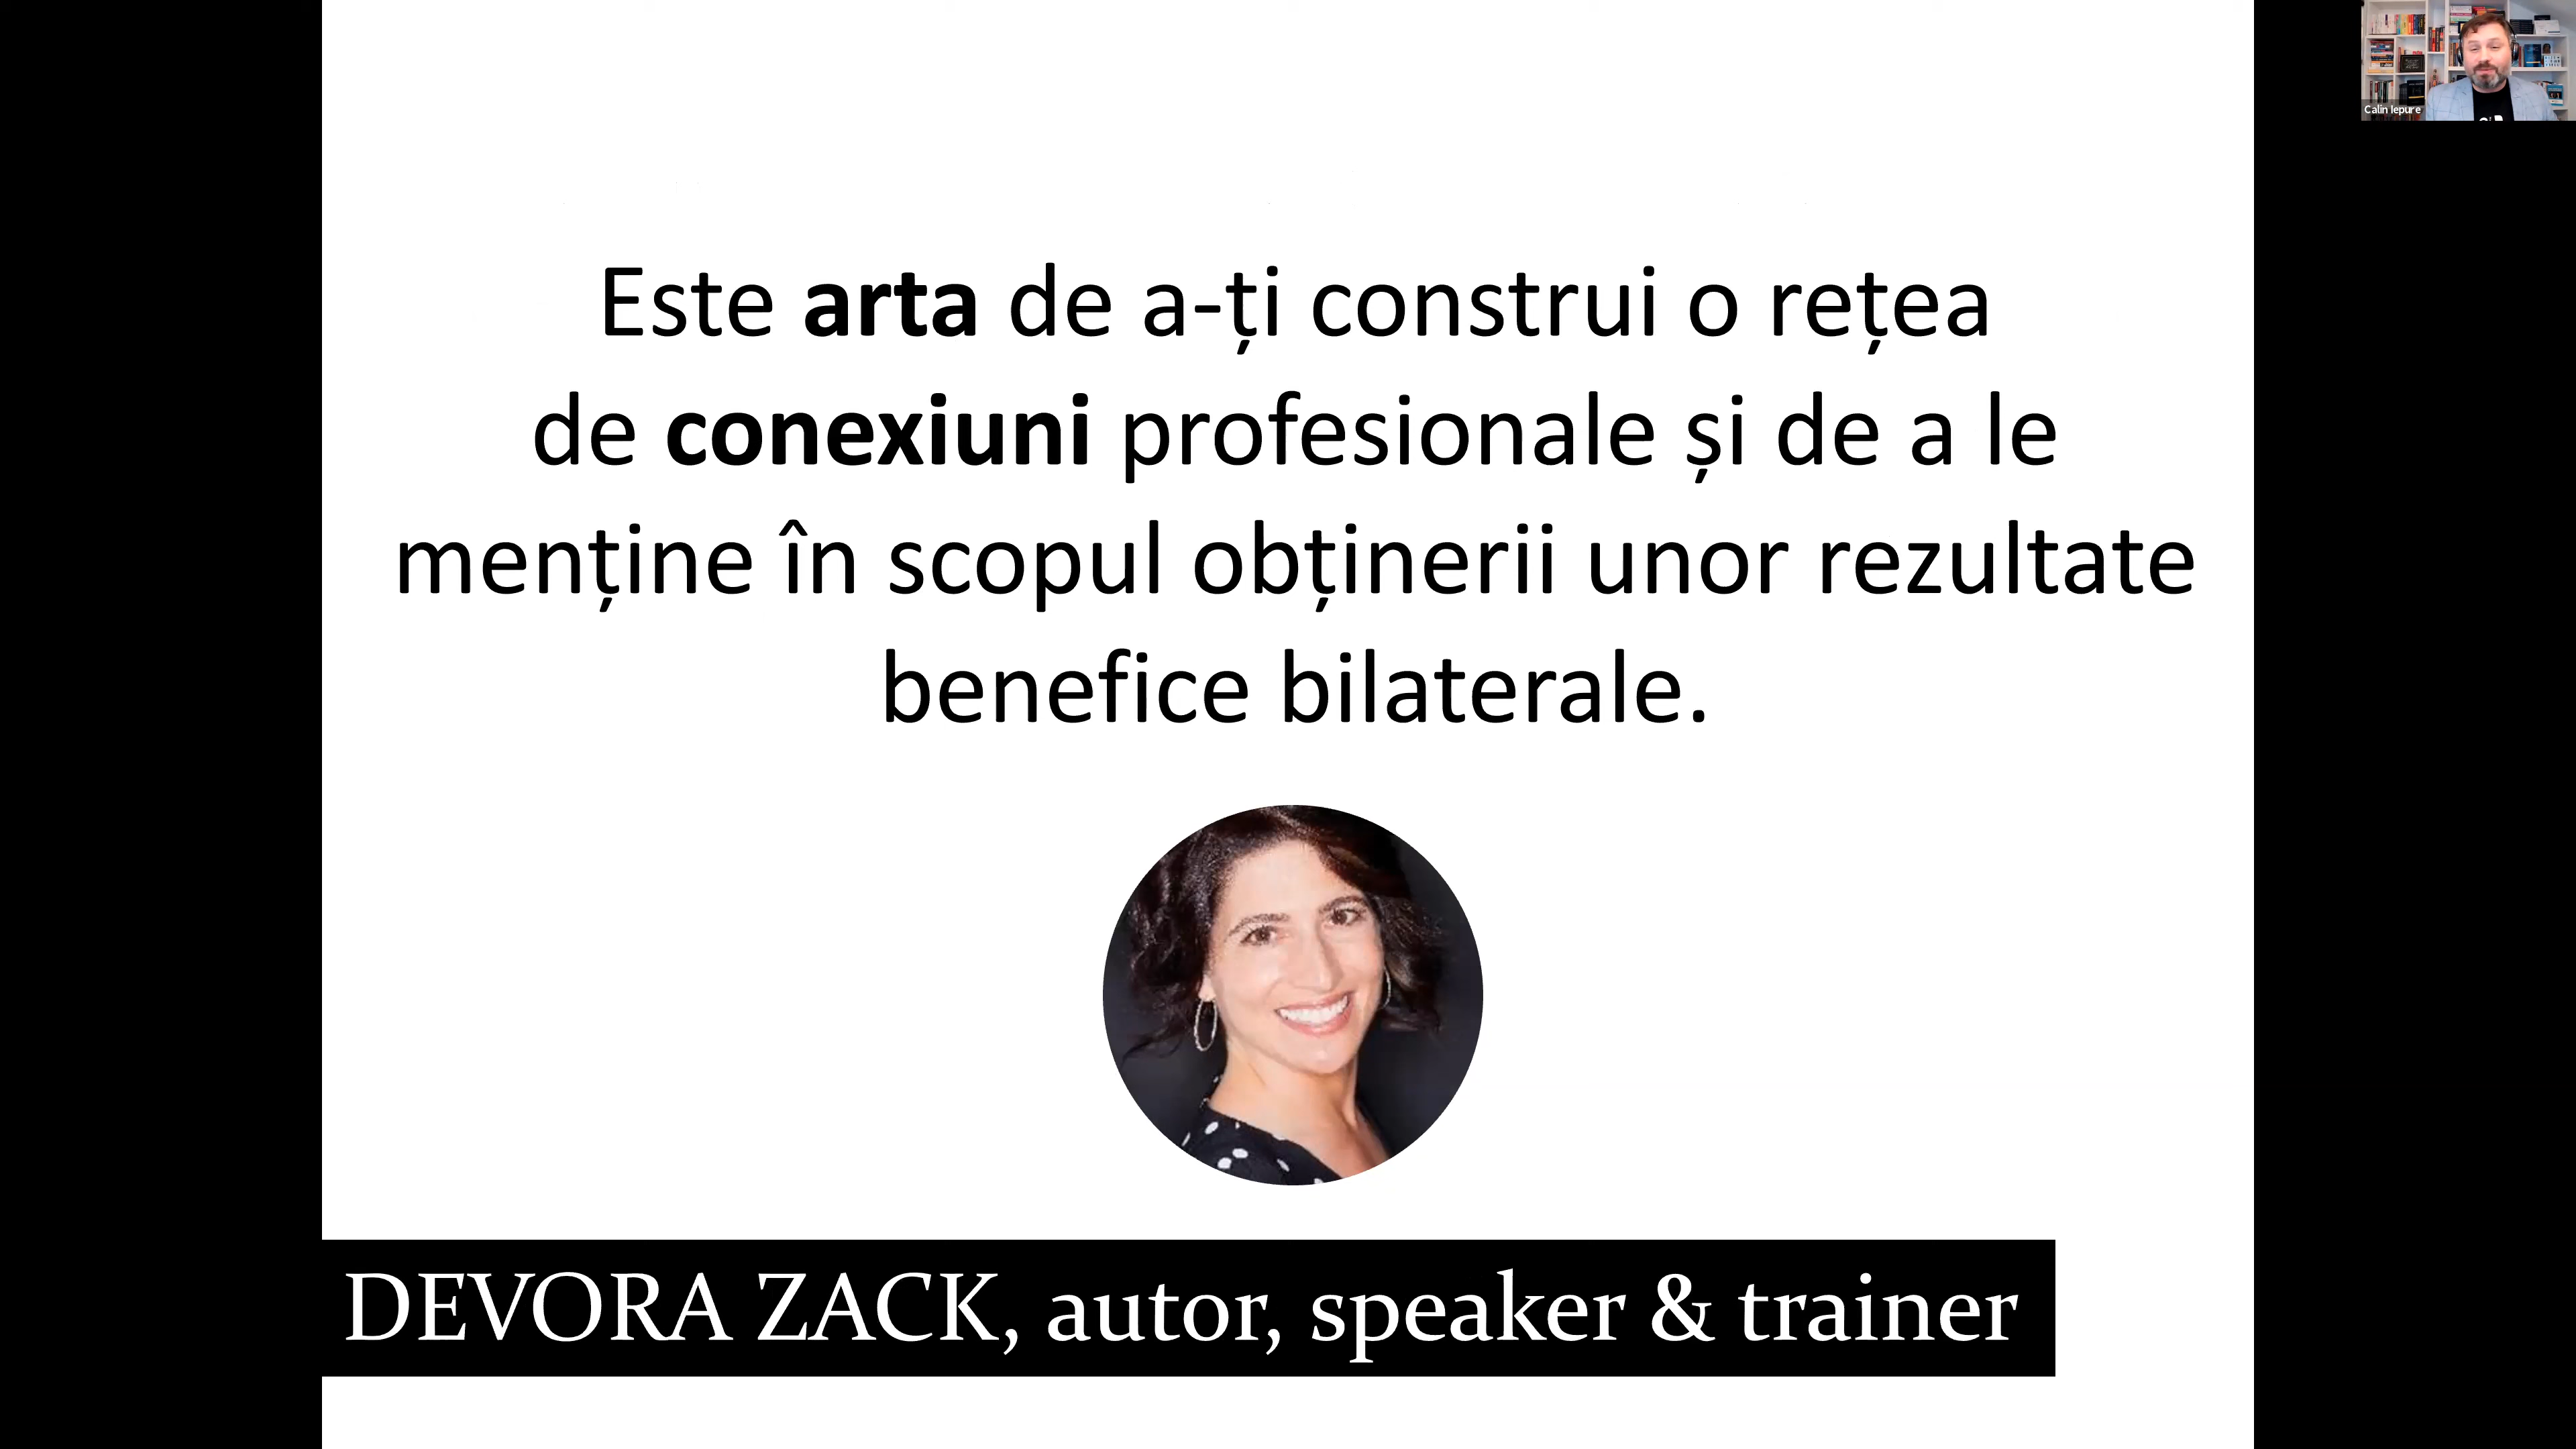 Este arta de a-ți construi o rețea
de conexiuni profesionale și de a le
menține în scopul obținerii unor rezultate
benefice bilaterale.
DEVORA ZACK, autor, speaker & trainer
Calin Iepure